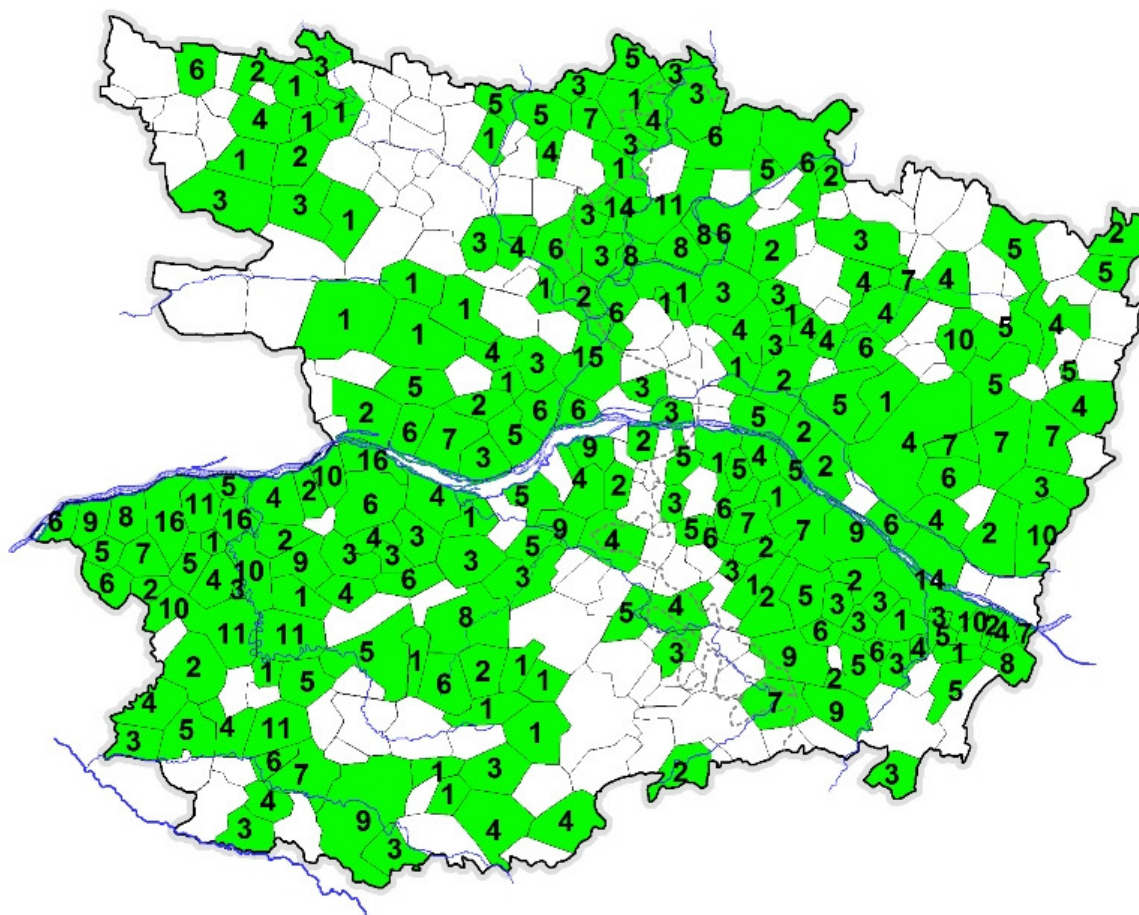 5
3
6 2 3
1 3 3
5 5 3 7 1
4 1 1 4
1 4 6
1 2 3
1 5 6 2
3 3 1
3 14 11
3 4 6 3 8 8 8 6 2 3 2
5
1 1 2 1 1 3 3 4 7 4 5
1 1 6 4 1 4 4 4 5 4
4 3 15 3 6 10
5 1 1 2 5 5
2 2 6 6 3 3 5 5 1 4
6 7 5 2 4 7 7 7
3 9 2 5 1 5 4 5 2 6
16 4 2 3
10 4 5 3
5 4 2 6 1 6 4 3
6 9 8 16 11 16 1 9 7 9 2 10
5 7 1 2 4 3 5 4 5 6 7
5 9 3 3 3 2
6 2 4 3 10 6 3 3 1 2 5 2 14
10 1 4 5 4 3 3 1 3 10 2 4 7
11 11 8 6 3 5
2 5 1 2 1 3 9 5 6 3 4 1 8
1 5 6 1 2 5
4 1 7 9
3 5 4 11 1
6 7 1 3 2 3
4 1
3 9 4 4
3